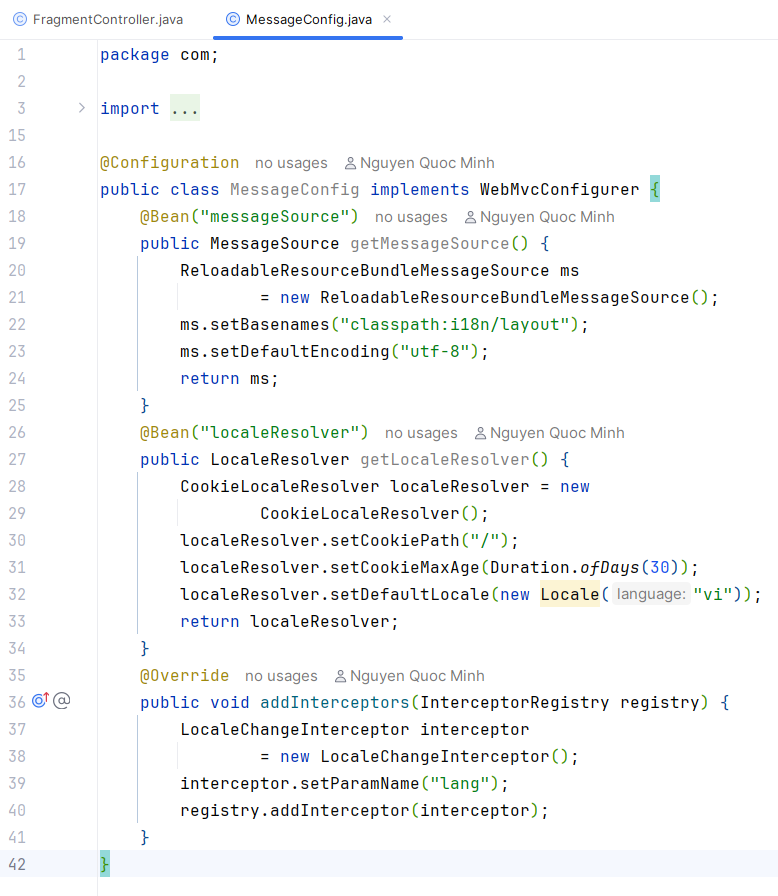 FragmentController.java MessageConfig.java
1 package com;
2
3 import ...
15
16 @Configuration no usages Nguyen Quoc Minh
17 public class MessageConfig implements WebMvcConfigurer {
18 @Bean("messageSource") no usages Nguyen Quoc Minh
19 public MessageSource getMessageSource() {
20 ReloadableResourceBundleMessageSource ms
21 = new ReloadableResourceBundleMessageSource();
22 ms.setBasenames("classpath:i18n/layout");
23 ms.setDefaultEncoding("utf-8");
24 return ms;
25 }
26 @Bean("localeResolver") no usages Nguyen Quoc Minh
27 public LocaleResolver getLocaleResolver() {
28 CookieLocaleResolver localeResolver = new
29 CookieLocaleResolver();
30 localeResolver.setCookiePath("/");
31 localeResolver.setCookieMaxAge(Duration.ofDays(30));
32 localeResolver.setDefaultLocale(new Locale( language: "vi"));
33 return localeResolver;
34 }
35 @Override no usages Nguyen Quoc Minh
36 public void addInterceptors(InterceptorRegistry registry) {
37 LocaleChangeInterceptor interceptor
38 = new LocaleChangeInterceptor();
39 interceptor.setParamName("lang");
40 registry.addInterceptor(interceptor);
41 }
42 }